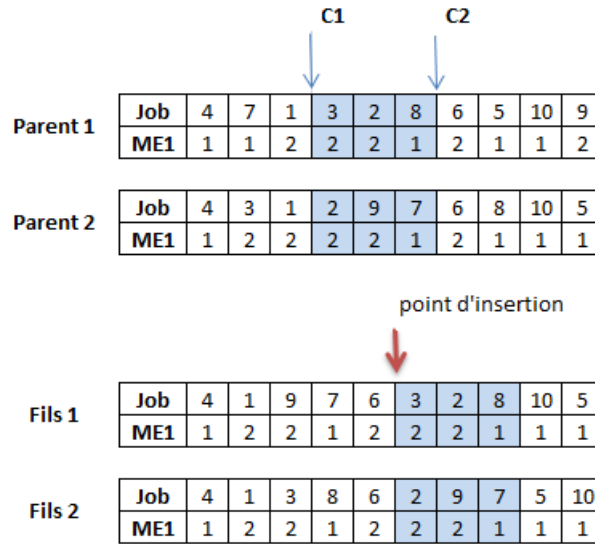 C1 C2
Job 4 7 1 3 2 8 6 5 10 9
Parent 1
ME1 1 1 2 2 2 1 2 1 1 2
Job 4 3 1 2 9 7 6 8 10 5
Parent 2
ME1 1 2 2 2 2 1 2 1 1 1
point d'insertion
Job 4 1 9 7 6 3 2 8 10 5
Fils 1
ME1 1 2 2 1 2 2 2 1 1 1
Job 4 1 3 8 6 2 9 7 5 10
Fils 2
ME1 1 2 2 1 2 2 2 1 1 1